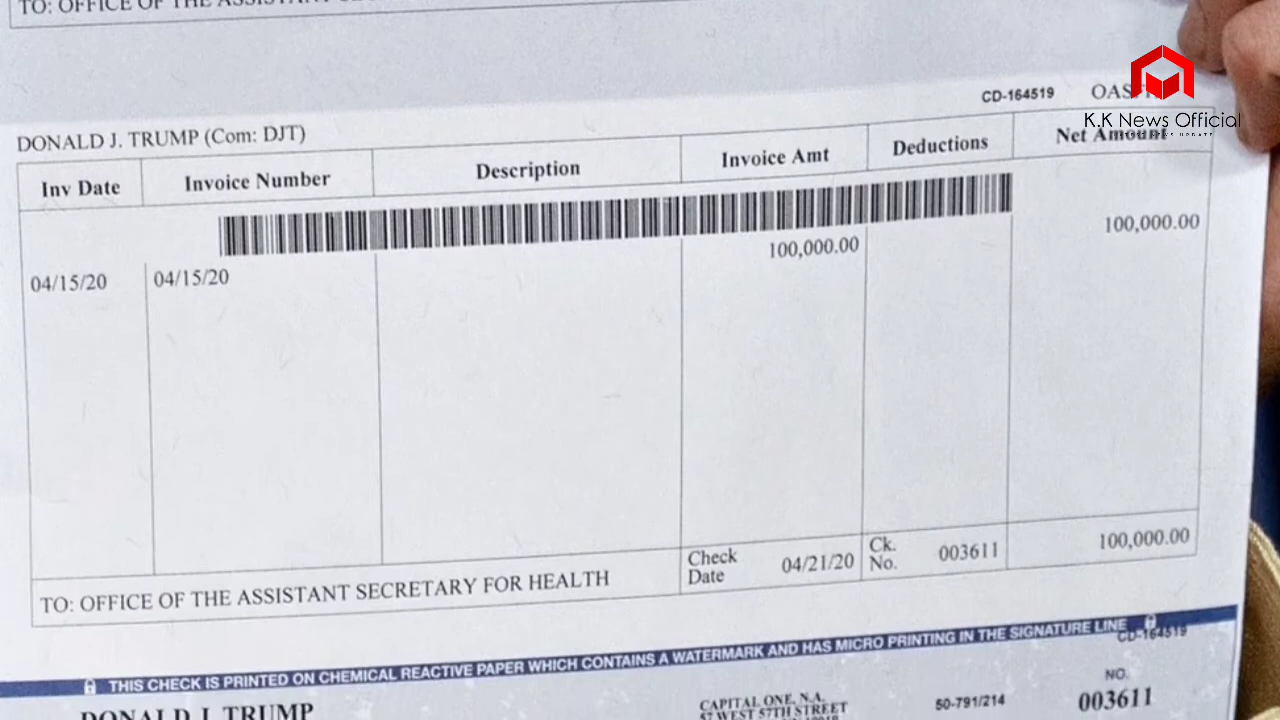 TO: OFFICE OF THE ASSISTANT
CD-164519
K.K News Official
DONALD J. TRUMP (Com: DJT)
Inv Date Invoice Number Description Invoice Amt Deductions Net Amount
100,000.00
100,000.00
04/15/20 04/15/20
Check Date 04/21/20 Ck. No. 003611 100,000.00
TO: OFFICE OF THE ASSISTANT SECRETARY FOR HEALTH
THIS CHECK IS PRINTED ON CHEMICAL REACTIVE PAPER WHICH CONTAINS A WATERMARK AND HAS MICRO PRINTING IN THE SIGNATURE LINE
CD-164519
NO.
DONALD J. TRUMP CAPITAL ONE, N.A. 50-791/214 003611
57 WEST 57TH STREET